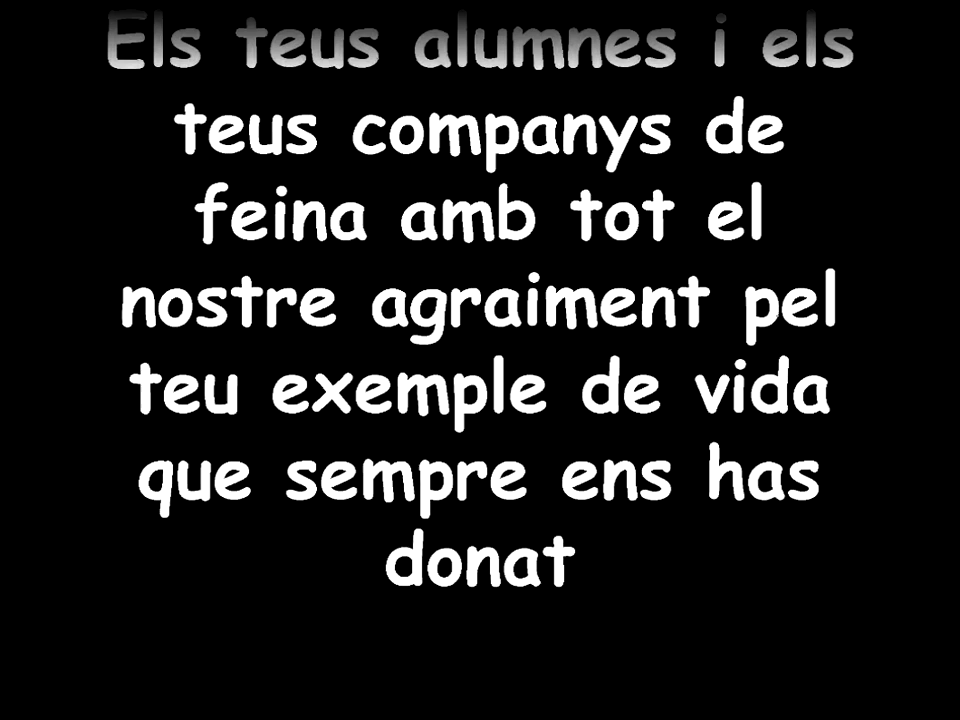 Els teus alumnes i els
teus companys de
feina amb tot el
nostre agraiment pel
teu exemple de vida
que sempre ens has
donat